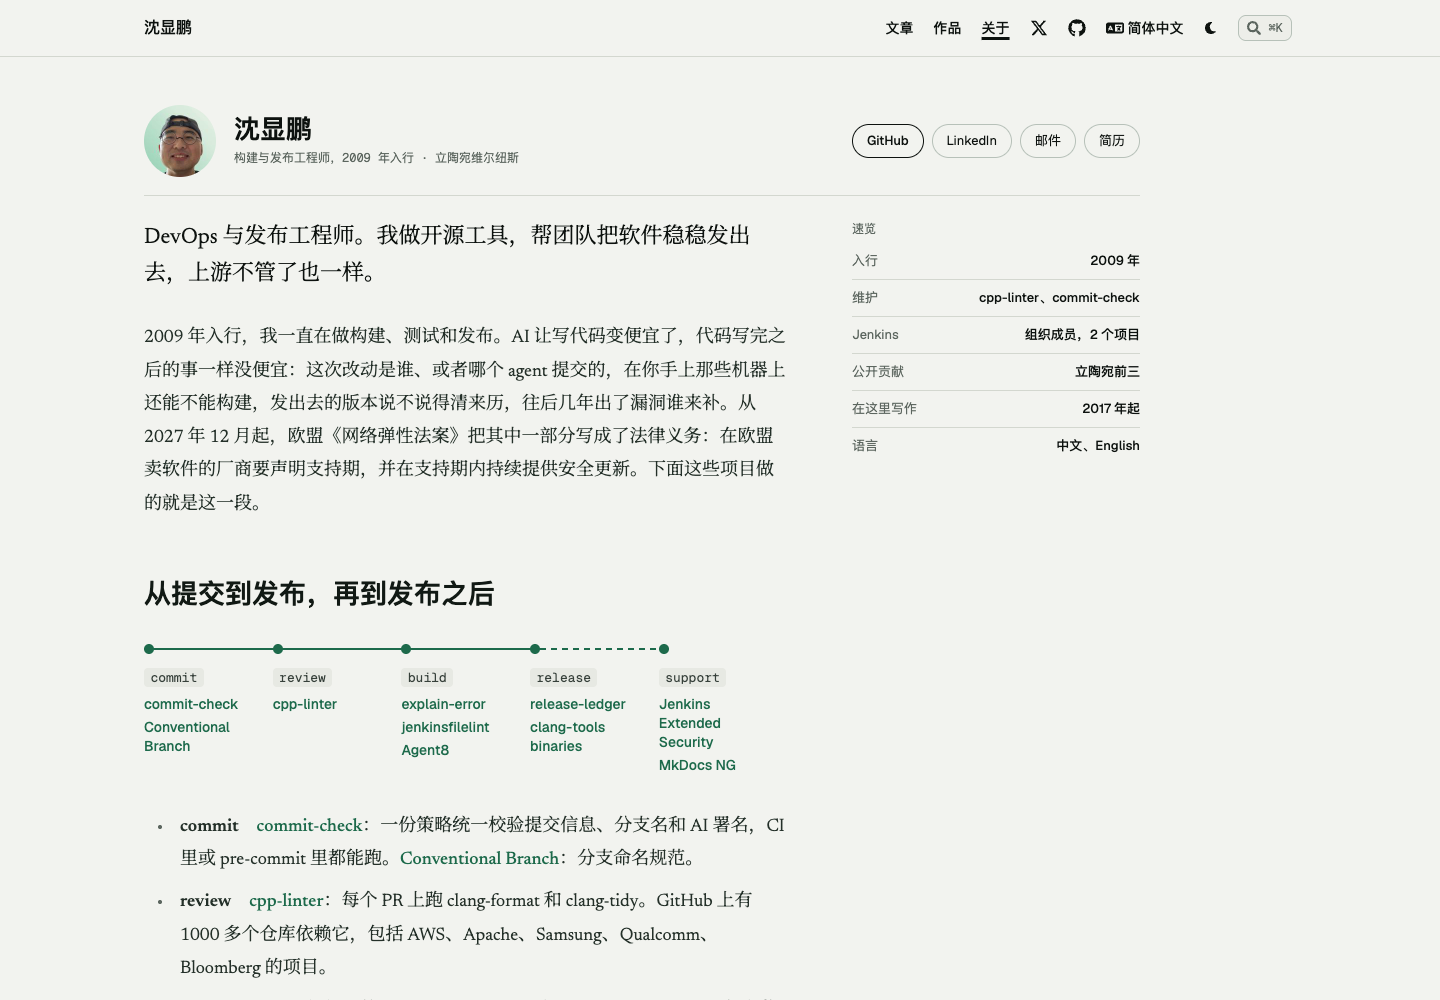 沈显鹏
文章 作品 关于 简体中文 ⌘K
沈显鹏
构建与发布工程师，2009 年入行 · 立陶宛维尔纽斯
GitHub LinkedIn 邮件 简历
DevOps 与发布工程师。我做开源工具，帮团队把软件稳稳发出
去，上游不管了也一样。
2009 年入行，我一直在做构建、测试和发布。AI 让写代码变便宜了，代码写完之
后的事一样没便宜：这次改动是谁、或者哪个 agent 提交的，在你手上那些机器上
还能不能构建，发出去的版本说不说得清来历，往后几年出了漏洞谁来补。从
2027 年 12 月起，欧盟《网络弹性法案》把其中一部分写成了法律义务：在欧盟
卖软件的厂商要声明支持期，并在支持期内持续提供安全更新。下面这些项目做
的就是这一段。
速览
入行 2009 年
维护 cpp-linter、commit-check
Jenkins 组织成员，2 个项目
公开贡献 立陶宛前三
在这里写作 2017 年起
语言 中文、English
从提交到发布，再到发布之后
commit review build release support
commit-check cpp-linter explain-error release-ledger Jenkins
Conventional jenkinsfilelint clang-tools Extended
Branch Agent8 binaries Security
MkDocs NG
commit commit-check：一份策略统一校验提交信息、分支名和 AI 署名，CI
里或 pre-commit 里都能跑。Conventional Branch：分支命名规范。
review cpp-linter：每个 PR 上跑 clang-format 和 clang-tidy。GitHub 上有
1000 多个仓库依赖它，包括 AWS、Apache、Samsung、Qualcomm、
Bloomberg 的项目。